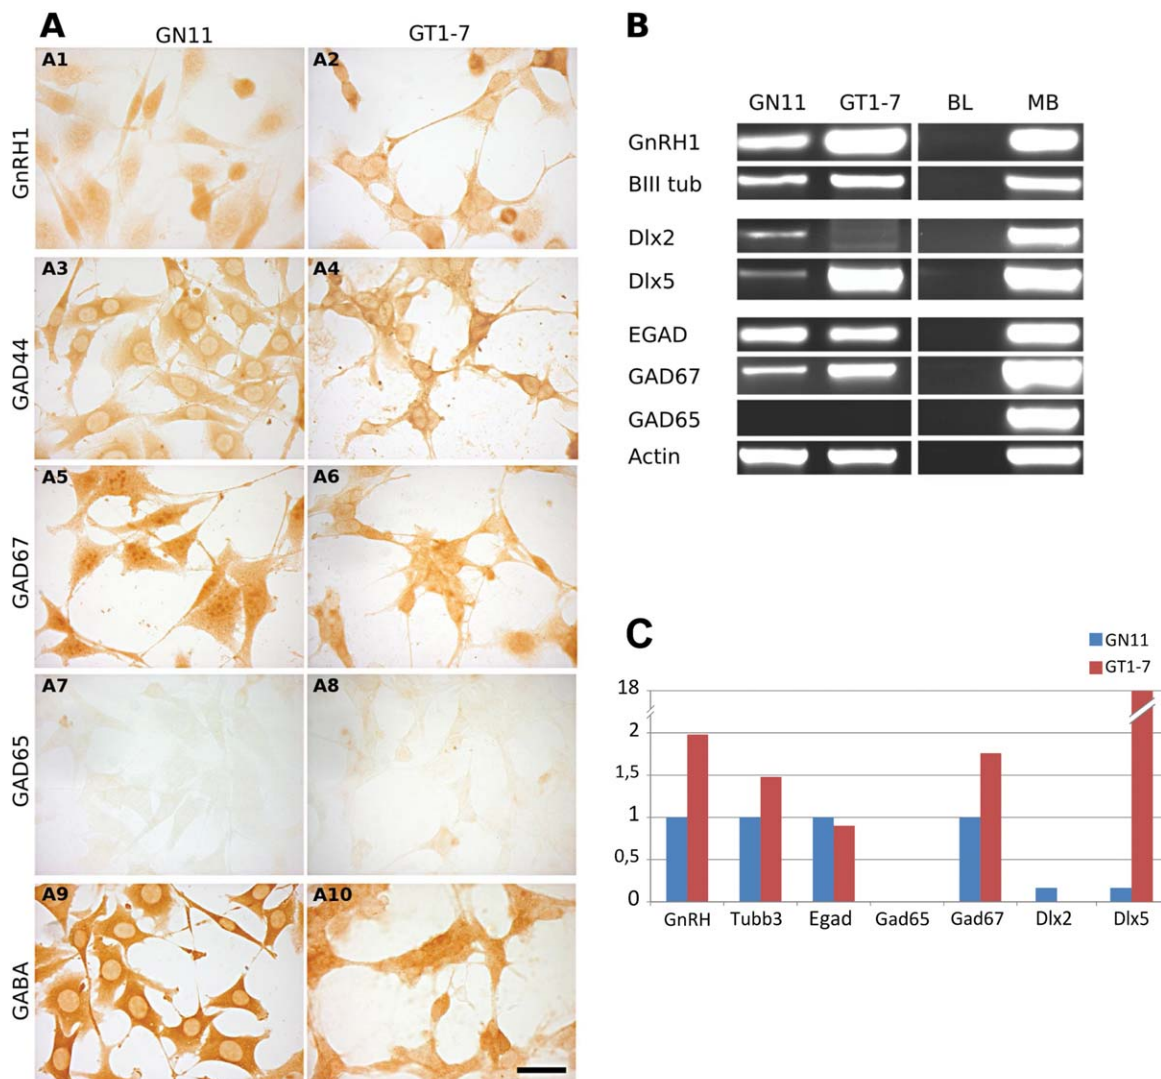 A
GN11 GT1-7
GnRH1
A1 A2
GAD44
A3 A4
GAD67
A5 A6
GAD65
A7 A8
GABA
A9 A10
B
GN11 GT1-7 BL MB
GnRH1
BIII tub
Dlx2
Dlx5
EGAD
GAD67
GAD65
Actin
C
GN11
GT1-7
18
2
1,5
1
0,5
0
GnRH Tubb3 Egad Gad65 Gad67 Dlx2 Dlx5